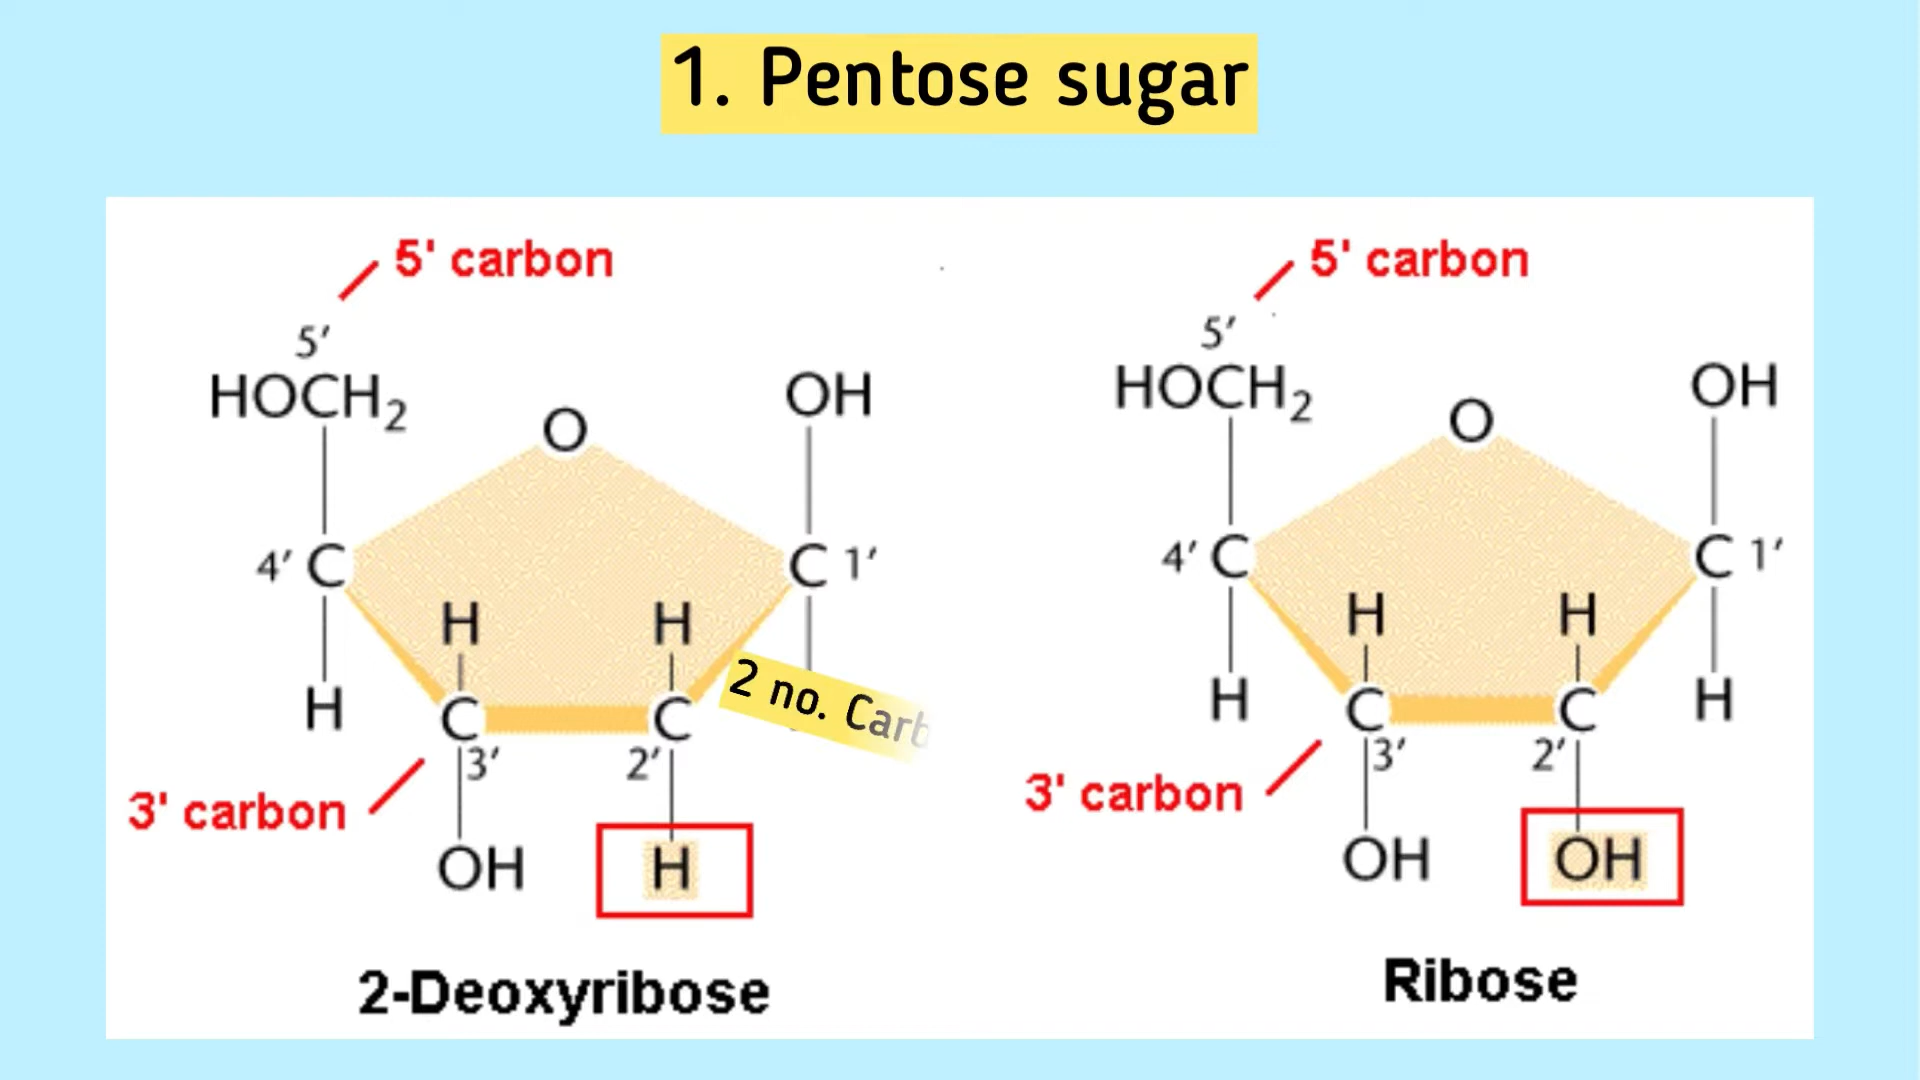 1. Pentose sugar
5' carbon
5'
HOCH₂
O
OH
4' C
C 1'
H
H
H
C
C
3'
2'
2 no. Carb
3' carbon
OH
H
2-Deoxyribose
5' carbon
5'
HOCH₂
O
OH
4' C
C 1'
H
H
H
H
C
C
3'
2'
3' carbon
OH
OH
Ribose